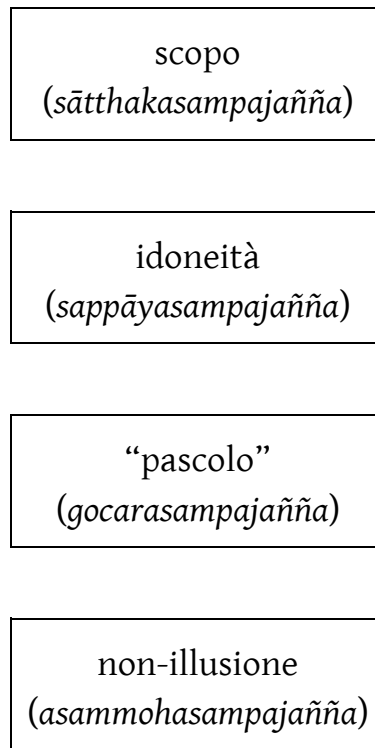 scopo
(sātthakasampajañña)
idoneità
(sappāyasampajañña)
“pascolo”
(gocarasampajañña)
non-illusione
(asammohasampajañña)